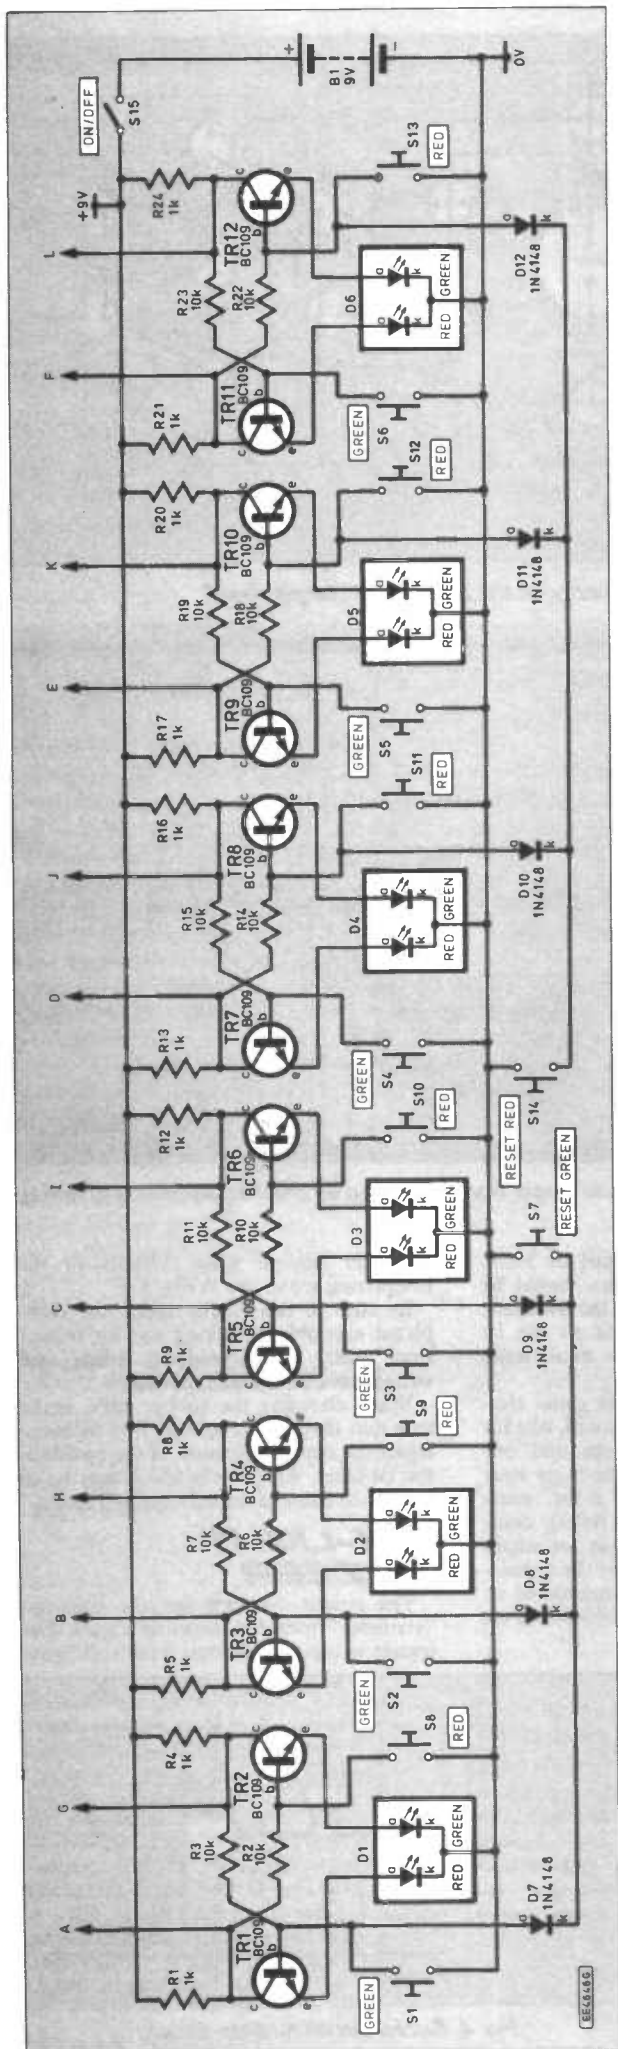 ON/OFF
S15
+9V
+
B1
9V
-
0V
A
G
B
H
C
I
D
J
E
K
F
L
R1
1k
R4
1k
R5
1k
R8
1k
R9
1k
R12
1k
R13
1k
R16
1k
R17
1k
R20
1k
R21
1k
R24
1k
R3
10k
R2
10k
R7
10k
R6
10k
R11
10k
R10
10k
R15
10k
R14
10k
R19
10k
R18
10k
R23
10k
R22
10k
TR1
BC109
c
b
e
TR2
BC109
c
b
e
TR3
BC109
c
b
e
TR4
BC109
c
b
e
TR5
BC109
c
b
e
TR6
BC109
c
b
e
TR7
BC109
c
b
e
TR8
BC109
c
b
e
TR9
BC109
c
b
e
TR10
BC109
c
b
e
TR11
BC109
c
b
e
TR12
BC109
c
b
e
D1
a a
k k
RED GREEN
D2
a a
k k
RED GREEN
D3
a a
k k
RED GREEN
D4
a a
k k
RED GREEN
D5
a a
k k
RED GREEN
D6
a a
k k
RED GREEN
GREEN
S1
S8
RED
GREEN
S2
S9
RED
GREEN
S3
S10
RED
GREEN
S4
S11
RED
GREEN
S5
S12
RED
GREEN
S6
S13
RED
S7
RESET GREEN
RESET RED
S14
a
k
D7
1N4148
a
k
D8
1N4148
a
k
D9
1N4148
a
k
D10
1N4148
a
k
D11
1N4148
a
k
D12
1N4148
EE4646G